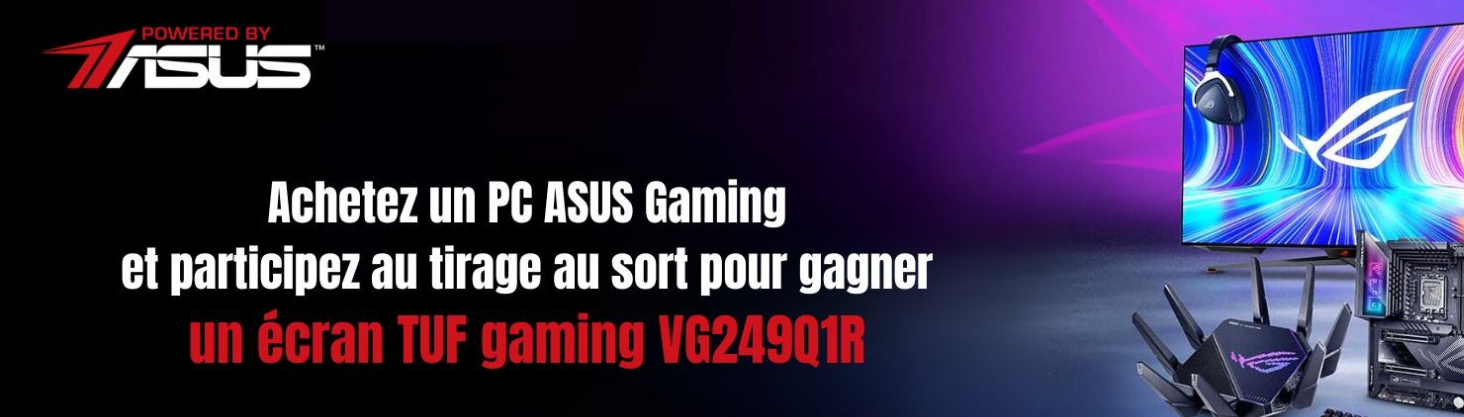 POWERED BY
ASUS™
Achetez un PC ASUS Gaming
et participez au tirage au sort pour gagner
un écran TUF gaming VG249Q1R